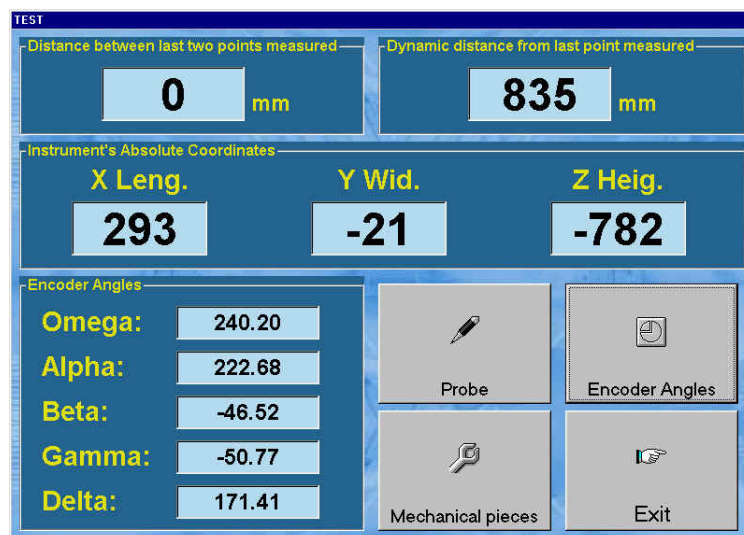 TEST
Distance between last two points measured
0 mm
Dynamic distance from last point measured
835 mm
Instrument's Absolute Coordinates
X Leng. Y Wid. Z Heig.
293 -21 -782
Encoder Angles
Omega: 240.20
Alpha: 222.68
Beta: -46.52
Gamma: -50.77
Delta: 171.41
Probe
Encoder Angles
Mechanical pieces
Exit